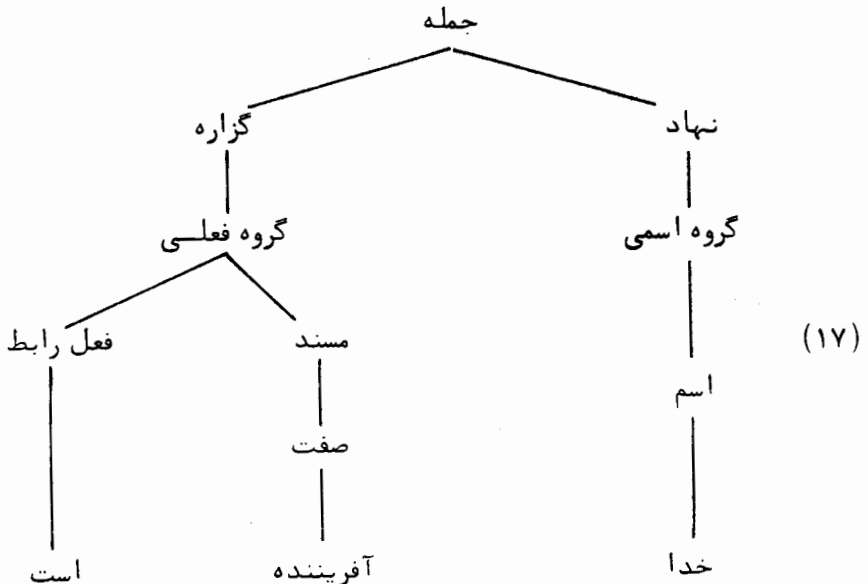 جمله
نهاد گزاره
گروه اسمی گروه فعلی
(۱۷) مسند فعل رابط
اسم
صفت
خدا آفریننده است